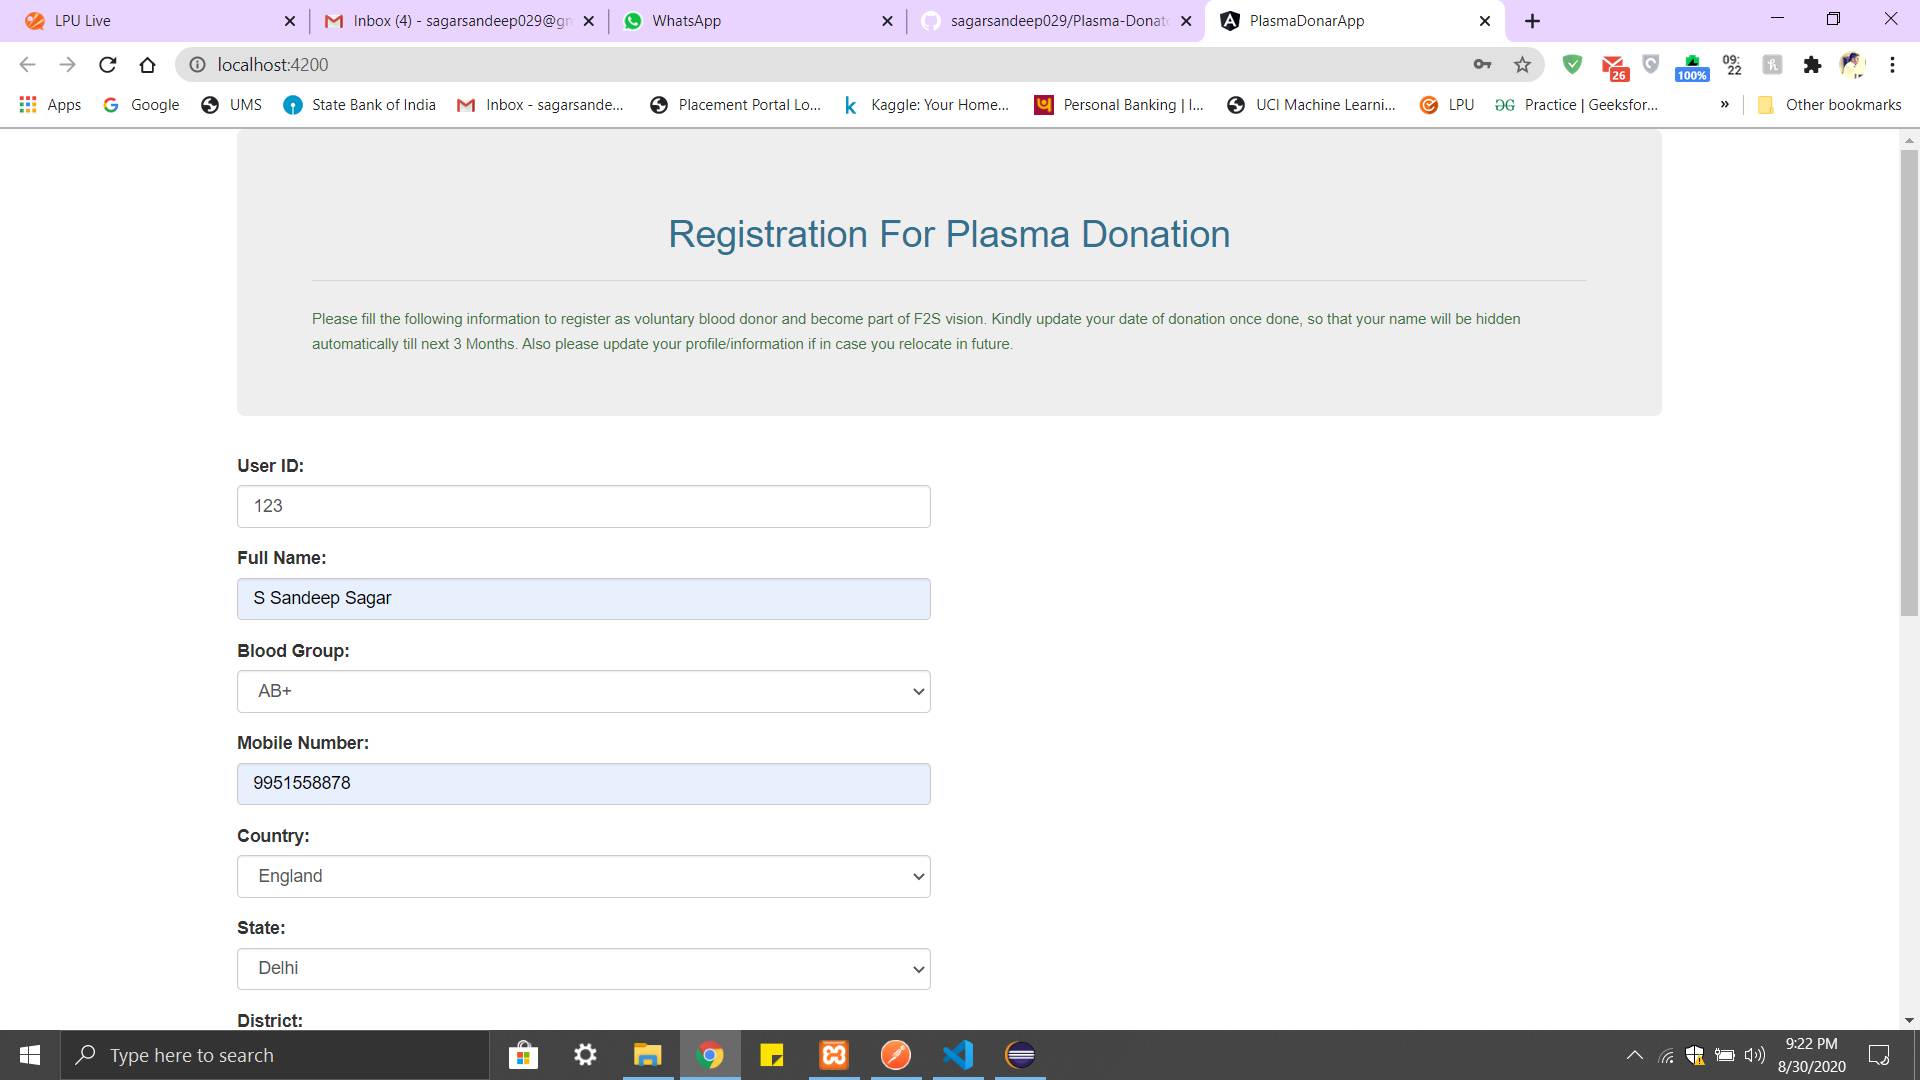 LPU Live
Inbox (4) - sagarsandeep029@gm
WhatsApp
sagarsandeep029/Plasma-Donato
PlasmaDonarApp
localhost:4200
26
100%
09:
22
Apps
Google
UMS
State Bank of India
Inbox - sagarsande...
Placement Portal Lo...
Kaggle: Your Home...
Personal Banking | I...
UCI Machine Learni...
LPU
Practice | Geeksfor...
»
Other bookmarks
Registration For Plasma Donation
Please fill the following information to register as voluntary blood donor and become part of F2S vision. Kindly update your date of donation once done, so that your name will be hidden
automatically till next 3 Months. Also please update your profile/information if in case you relocate in future.
User ID:
123
Full Name:
S Sandeep Sagar
Blood Group:
AB+
Mobile Number:
9951558878
Country:
England
State:
Delhi
District:
Type here to search
9:22 PM
8/30/2020